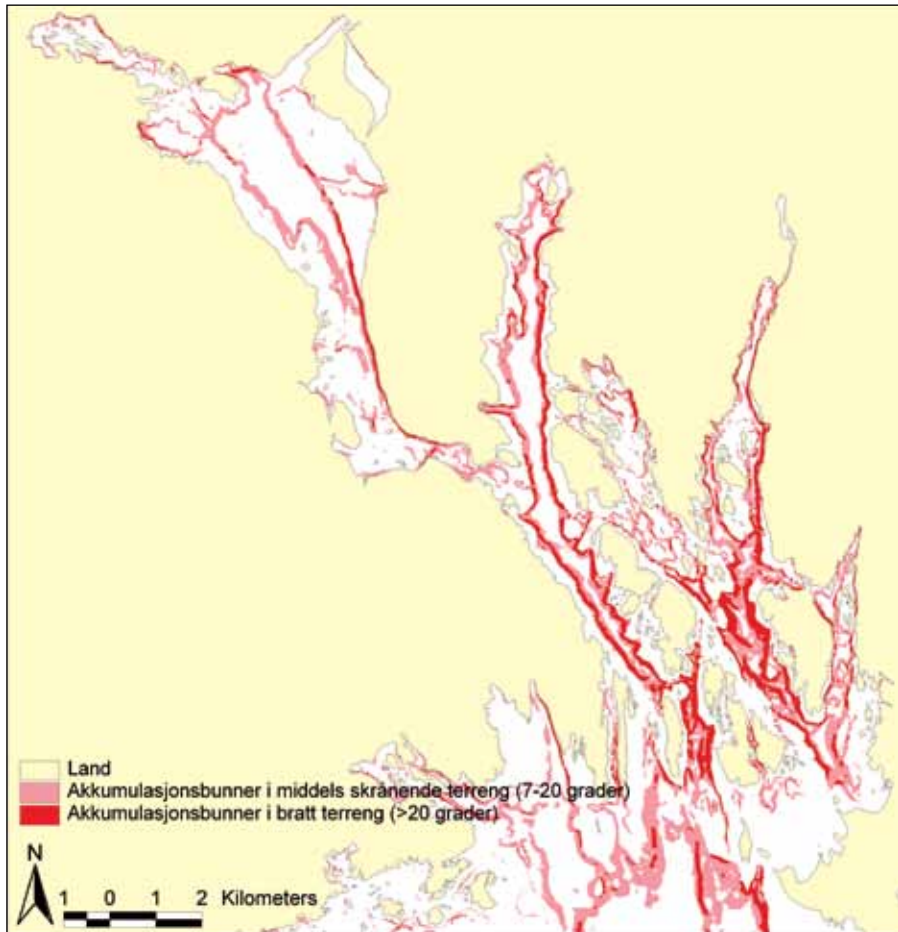 Land
Akkumulasjonsbunner i middels skrånende terreng (7-20 grader)
Akkumulasjonsbunner i bratt terreng (>20 grader)
N
1 0 1 2 Kilometers